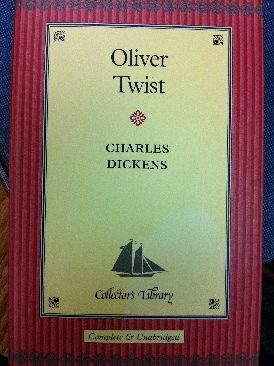 Oliver
Twist
CHARLES
DICKENS
Collector's Library
Complete & Unabridged